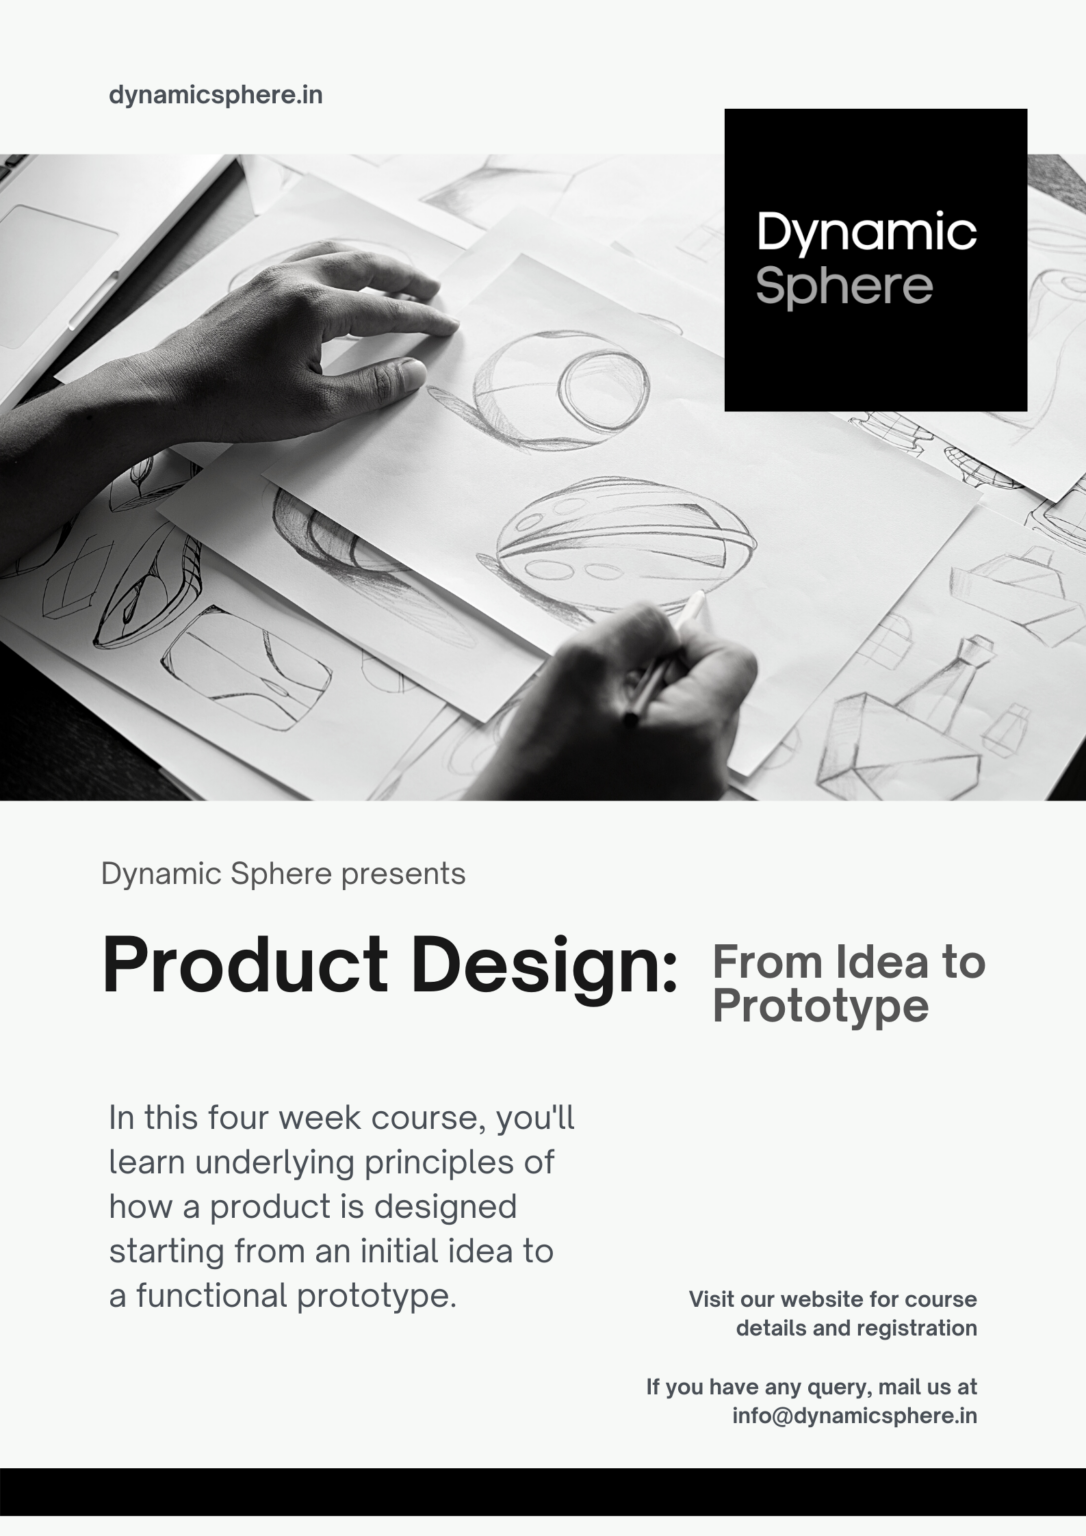 dynamicsphere.in
Dynamic
Sphere
Dynamic Sphere presents
Product Design:
From Idea to
Prototype
In this four week course, you'll
learn underlying principles of
how a product is designed
starting from an initial idea to
a functional prototype.
Visit our website for course
details and registration
If you have any query, mail us at
info@dynamicsphere.in